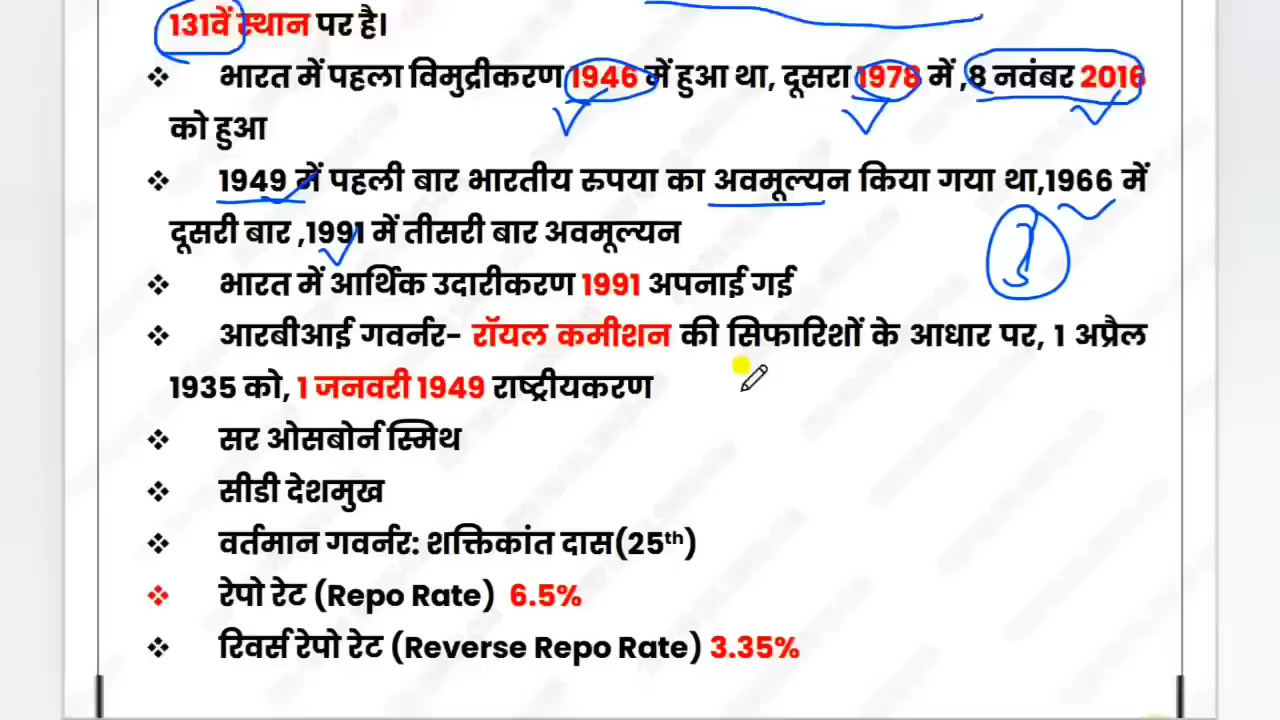 131वें स्थान पर है।
❖ भारत में पहला विमुद्रीकरण 1946 में हुआ था, दूसरा 1978 में ,8 नवंबर 2016
को हुआ
❖ 1949 में पहली बार भारतीय रुपया का अवमूल्यन किया गया था,1966 में
दूसरी बार ,1991 में तीसरी बार अवमूल्यन
❖ भारत में आर्थिक उदारीकरण 1991 अपनाई गई
❖ आरबीआई गवर्नर- रॉयल कमीशन की सिफारिशों के आधार पर, 1 अप्रैल
1935 को, 1 जनवरी 1949 राष्ट्रीयकरण
❖ सर ओसबोर्न स्मिथ
❖ सीडी देशमुख
❖ वर्तमान गवर्नर: शक्तिकांत दास(25ᵗʰ)
❖ रेपो रेट (Repo Rate) 6.5%
❖ रिवर्स रेपो रेट (Reverse Repo Rate) 3.35%